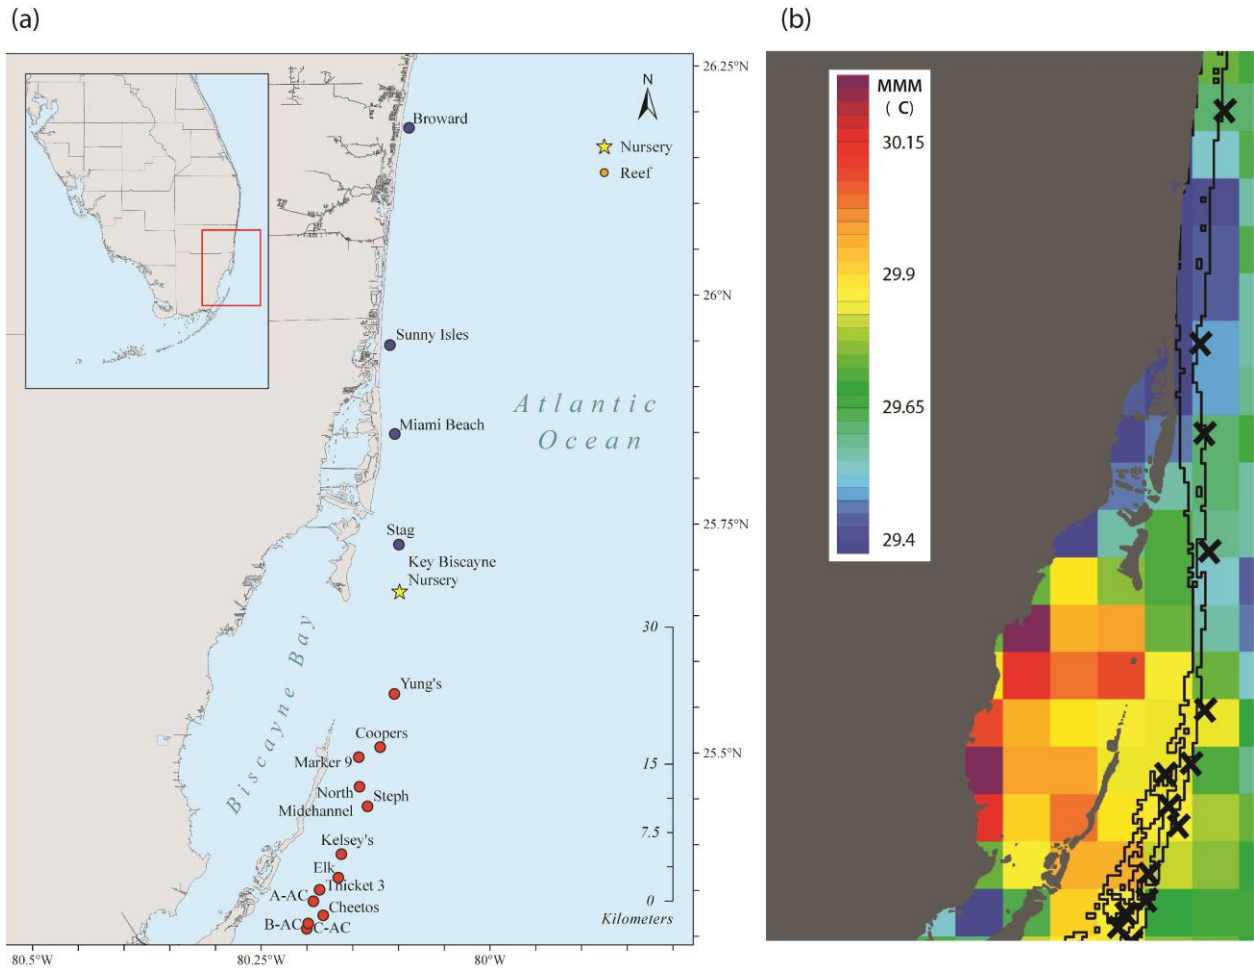 (a)
(b)
26.25°N
N
Broward
Nursery
Reef
MMM
( C)
30.15
29.9
29.65
29.4
26°N
Sunny Isles
Atlantic
Ocean
Miami Beach
25.75°N
Stag
Key Biscayne
Nursery
30
Biscayne Bay
Yung's
Coopers
25.5°N
Marker 9
15
North
Midchannel
Steph
7.5
Kelsey's
Elk
Thicket 3
A-AC
0
Cheetos
Kilometers
B-AC
C-AC
80.5°W
80.25°W
80°W